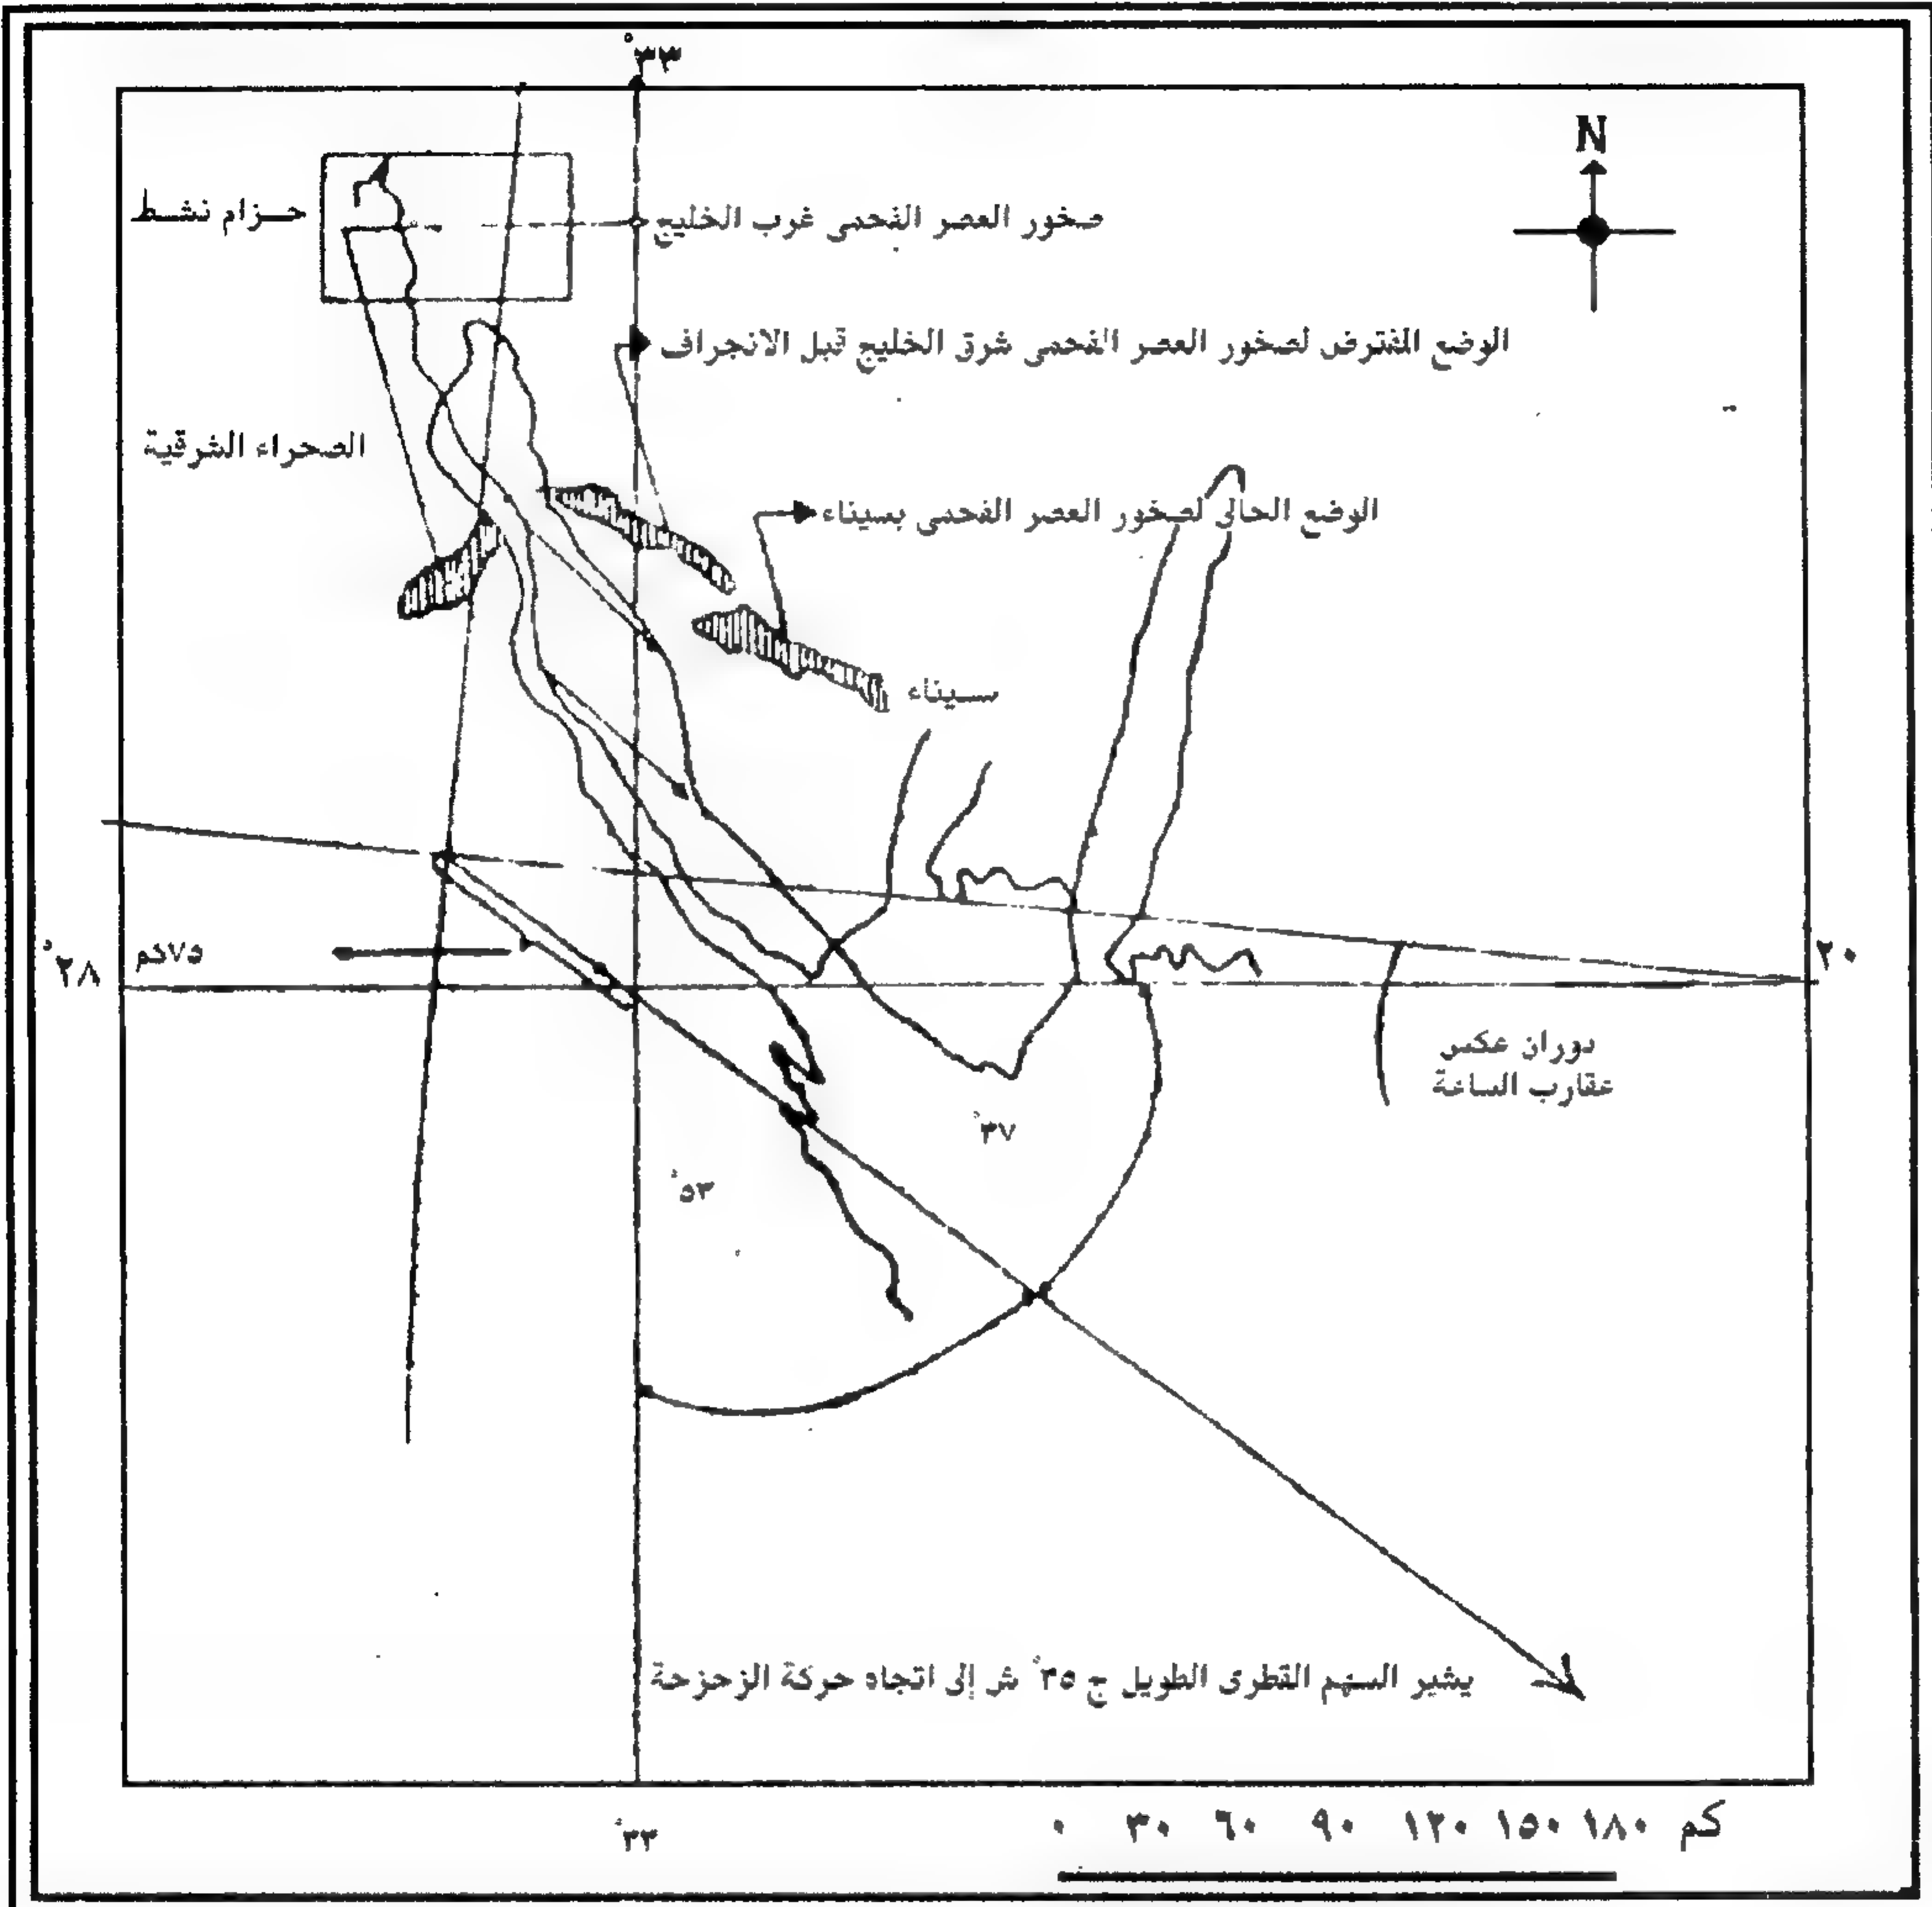 °٣٣
N
حزام نشط
صخور العصر الفحمى غرب الخليج
الوضع المفترض لصخور العصر الفحمى شرق الخليج قبل الانجراف
الصحراء الشرقية
الوضع الحالى لصخور العصر الفحمى بسيناء
سيناء
°٢٨
٧٥كم
٢٠
دوران عكس
عقارب الساعة
°٣٧
°٥٣
يشير السهم القطرى الطويل ج ٣٥° ش إلى اتجاه حركة الزحزحة
°٣٣
٠ ٣٠ ٦٠ ٩٠ ١٢٠ ١٥٠ ١٨٠ كم